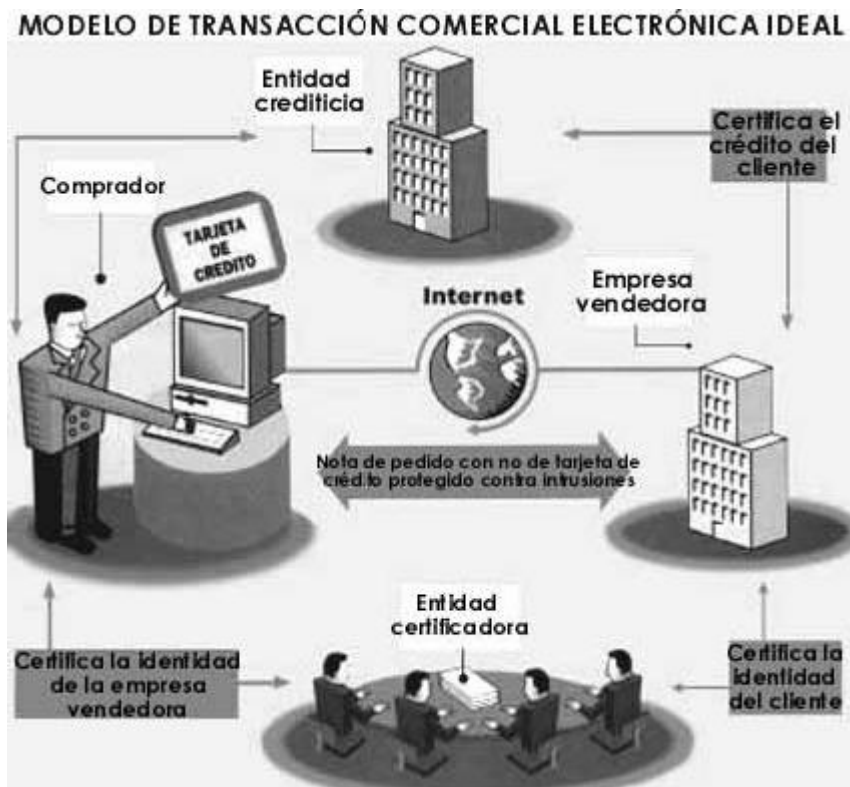 MODELO DE TRANSACCIÓN COMERCIAL ELECTRÓNICA IDEAL
Entidad
crediticia
Certifica el
crédito del
cliente
Comprador
TARJETA
DE
CREDITO
Internet
Empresa
vendedora
Nota de pedido con no de tarjeta de
crédito protegido contra intrusiones
Entidad
certificadora
Certifica la identidad
de la empresa
vendedora
Certifica la
identidad
del cliente